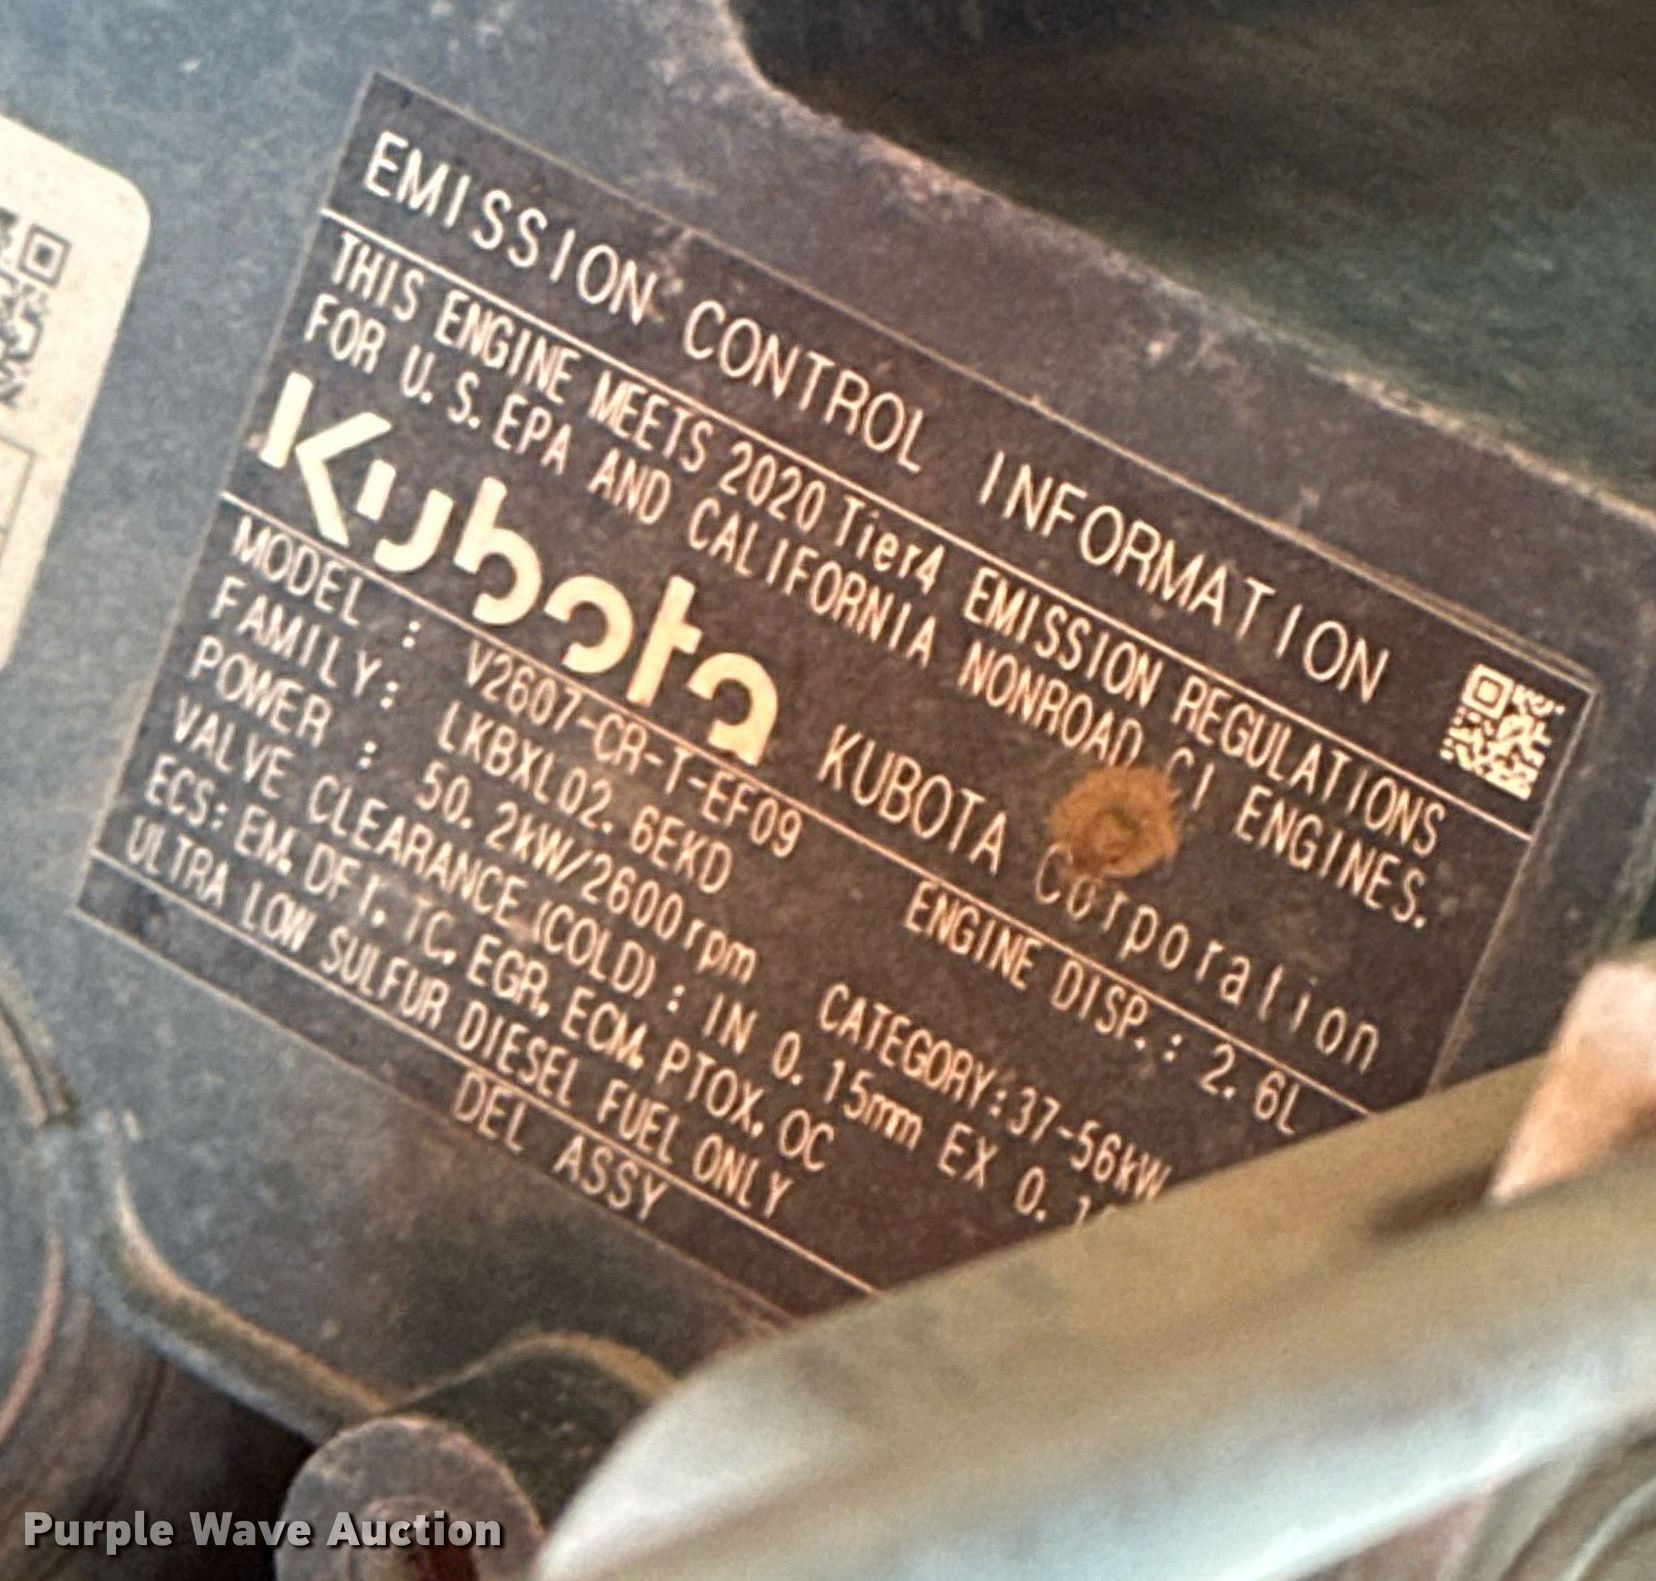 EMISSION CONTROL INFORMATION
THIS ENGINE MEETS 2020 Tier4 EMISSION REGULATIONS
FOR U.S.EPA AND CALIFORNIA NONROAD CI ENGINES.
Kubota KUBOTA Corporation
MODEL : V2607-CR-T-EF09 ENGINE DISP.: 2.6L
FAMILY: LKBXL02.6EKD
POWER : 50.2kW/2600rpm CATEGORY:37-56kW
VALVE CLEARANCE (COLD): IN 0.15mm EX
ECS: EM, DFI, TC, EGR, ECM, PTOX, OC
ULTRA LOW SULFUR DIESEL FUEL ONLY
DEL ASSY
Purple Wave Auction